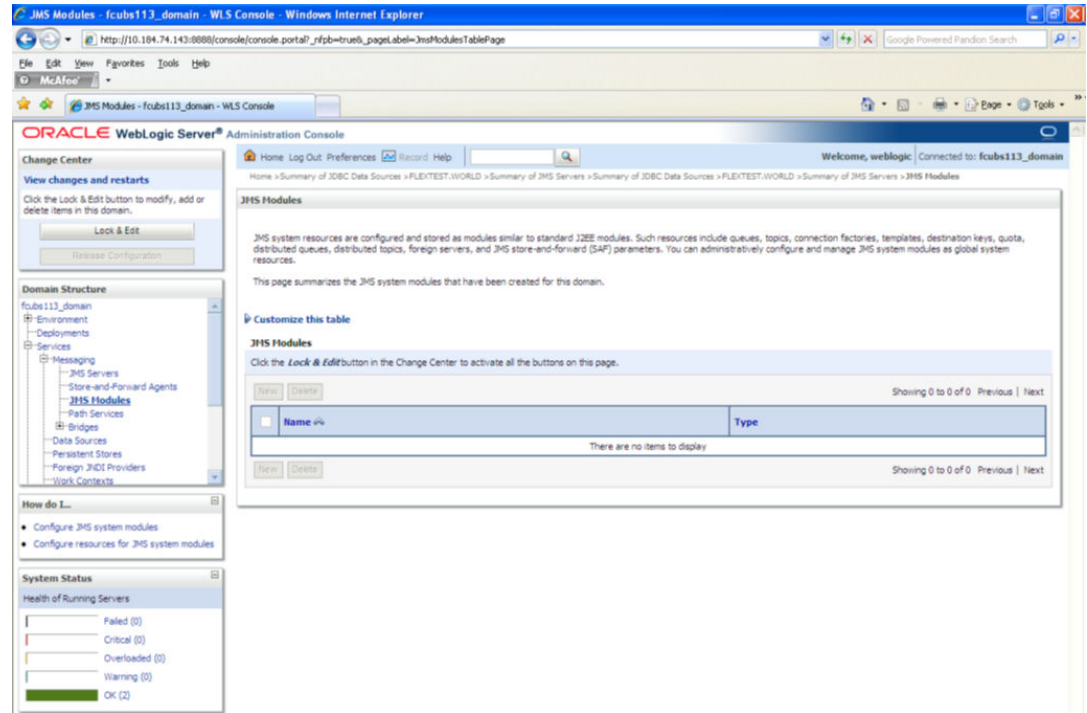 JMS Modules - fcubs113_domain - WLS Console - Windows Internet Explorer
http://10.184.74.143:8888/console/console.portal?_nfpb=true&_pageLabel=JmsModulesTablePage
Google Powered Pandion Search
File Edit View Favorites Tools Help
McAfee
JMS Modules - fcubs113_domain - WLS Console
Page Tools
ORACLE WebLogic Server® Administration Console
Change Center
View changes and restarts
Click the Lock & Edit button to modify, add or
delete items in this domain.
Lock & Edit
Release Configuration
Domain Structure
fcubs113_domain
Environment
Deployments
Services
Messaging
JMS Servers
Store-and-Forward Agents
JMS Modules
Path Services
Bridges
Data Sources
Persistent Stores
Foreign JNDI Providers
Work Contexts
How do I...
Configure JMS system modules
Configure resources for JMS system modules
System Status
Health of Running Servers
Failed (0)
Critical (0)
Overloaded (0)
Warning (0)
OK (2)
Home Log Out Preferences Record Help
Welcome, weblogic Connected to: fcubs113_domain
Home >Summary of JDBC Data Sources >FLEXTEST.WORLD >Summary of JMS Servers >Summary of JDBC Data Sources >FLEXTEST.WORLD >Summary of JMS Servers >JMS Modules
JMS Modules
JMS system resources are configured and stored as modules similar to standard J2EE modules. Such resources include queues, topics, connection factories, templates, destination keys, quota,
distributed queues, distributed topics, foreign servers, and JMS store-and-forward (SAF) parameters. You can administratively configure and manage JMS system modules as global system
resources.
This page summarizes the JMS system modules that have been created for this domain.
Customize this table
JMS Modules
Click the Lock & Edit button in the Change Center to activate all the buttons on this page.
New Delete
Showing 0 to 0 of 0 Previous | Next
Name Type
There are no items to display
New Delete
Showing 0 to 0 of 0 Previous | Next